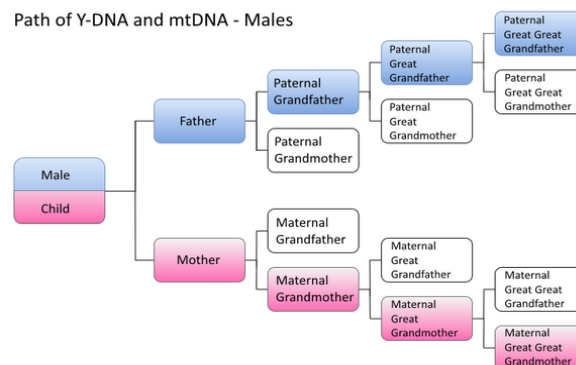 Path of Y-DNA and mtDNA - Males
Male
Child
Father
Mother
Paternal
Grandfather
Paternal
Grandmother
Maternal
Grandfather
Maternal
Grandmother
Paternal
Great
Grandfather
Paternal
Great
Grandmother
Maternal
Great
Grandfather
Maternal
Great
Grandmother
Paternal
Great Great
Grandfather
Paternal
Great Great
Grandmother
Maternal
Great Great
Grandfather
Maternal
Great Great
Grandmother